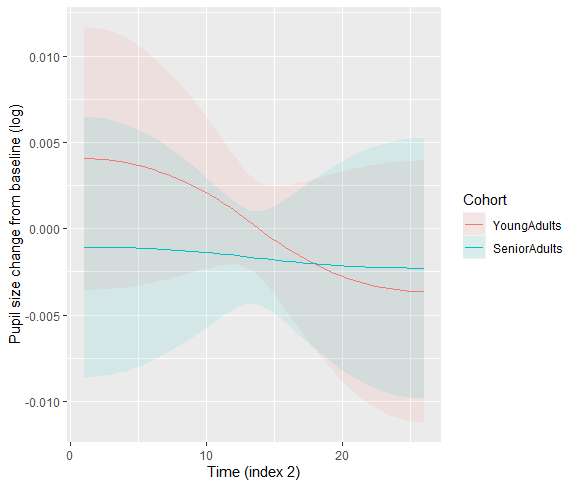 Pupil size change from baseline (log)
0.010
0.005
0.000
-0.005
-0.010
0
10
20
Time (index 2)
Cohort
YoungAdults
SeniorAdults